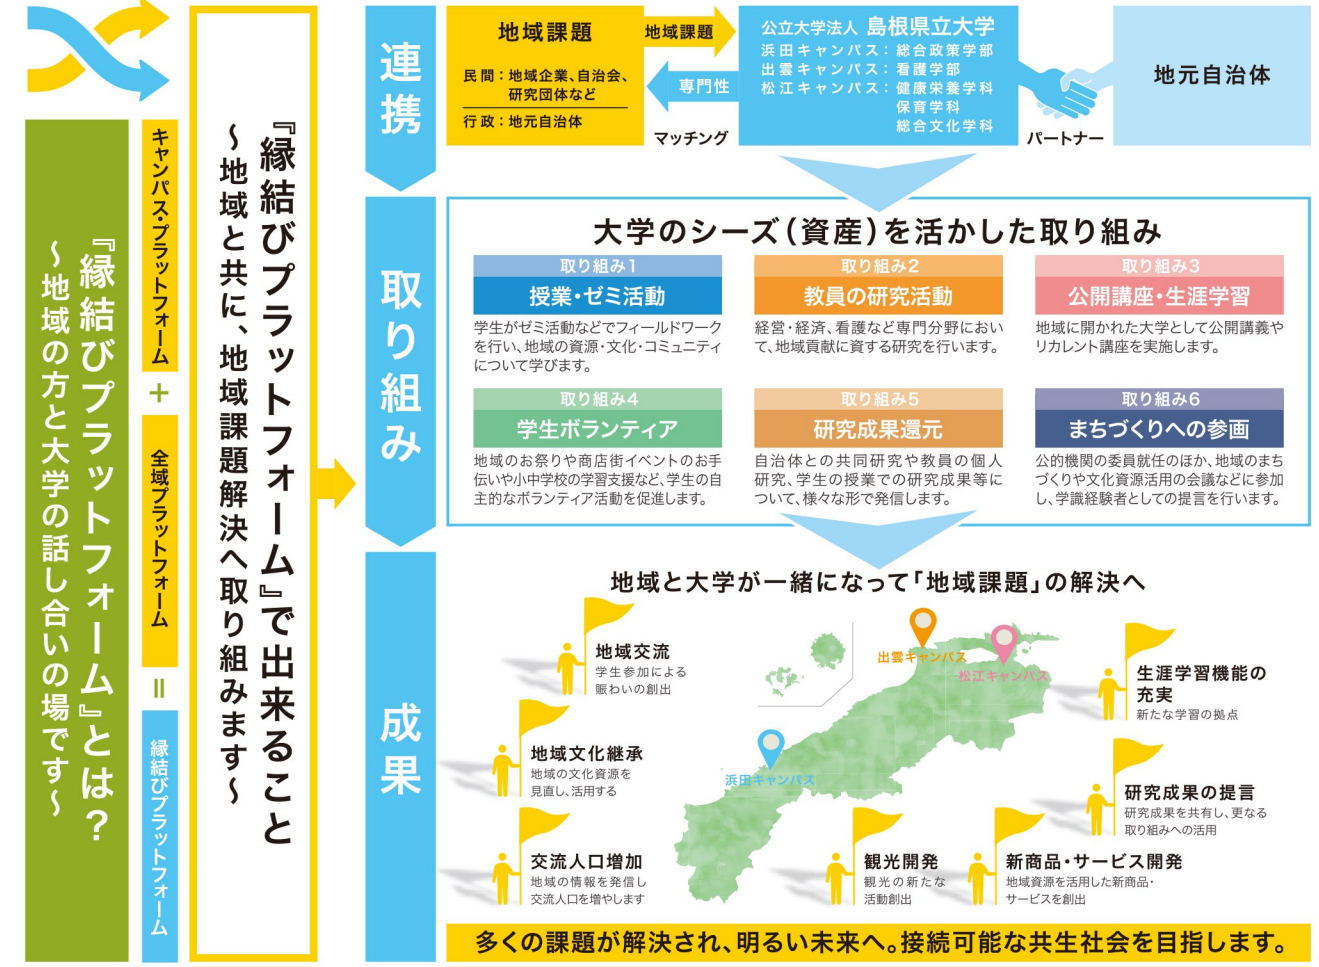 『縁結びプラットフォーム』とは?
〜地域の方と大学の話し合いの場です〜
キャンパス・プラットフォーム
+
全域プラットフォーム
=
縁結びプラットフォーム
『縁結びプラットフォーム』で出来ること
〜地域と共に、地域課題解決へ取り組みます〜
連携
地域課題
民間:地域企業、自治会、
研究団体など
行政:地元自治体
地域課題
専門性
マッチング
公立大学法人 島根県立大学
浜田キャンパス:総合政策学部
出雲キャンパス:看護学部
松江キャンパス:健康栄養学科
保育学科
総合文化学科
パートナー
地元自治体
取り組み
大学のシーズ(資産)を活かした取り組み
取り組み1
授業・ゼミ活動
学生がゼミ活動などでフィールドワーク
を行い、地域の資源・文化・コミュニティ
について学びます。
取り組み2
教員の研究活動
経営・経済、看護など専門分野におい
て、地域貢献に資する研究を行います。
取り組み3
公開講座・生涯学習
地域に開かれた大学として公開講義や
リカレント講座を実施します。
取り組み4
学生ボランティア
地域のお祭りや商店街イベントのお手
伝いや小中学校の学習支援など、学生の自
主的なボランティア活動を促進します。
取り組み5
研究成果還元
自治体との共同研究や教員の個人
研究、学生の授業での研究成果等に
ついて、様々な形で発信します。
取り組み6
まちづくりへの参画
公的機関の委員就任のほか、地域のまち
づくりや文化資源活用の会議などに参加
し、学識経験者としての提言を行います。
成果
地域と大学が一緒になって「地域課題」の解決へ
地域交流
学生参加による
賑わいの創出
地域文化継承
地域の文化資源を
見直し、活用する
交流人口増加
地域の情報を発信し
交流人口を増やします
出雲キャンパス
松江キャンパス
浜田キャンパス
生涯学習機能の
充実
新たな学習の拠点
研究成果の提言
研究成果を共有し、更なる
取り組みへの活用
観光開発
観光の新たな
活動創出
新商品・サービス開発
地域資源を活用した新商品・
サービスを創出
多くの課題が解決され、明るい未来へ。接続可能な共生社会を目指します。